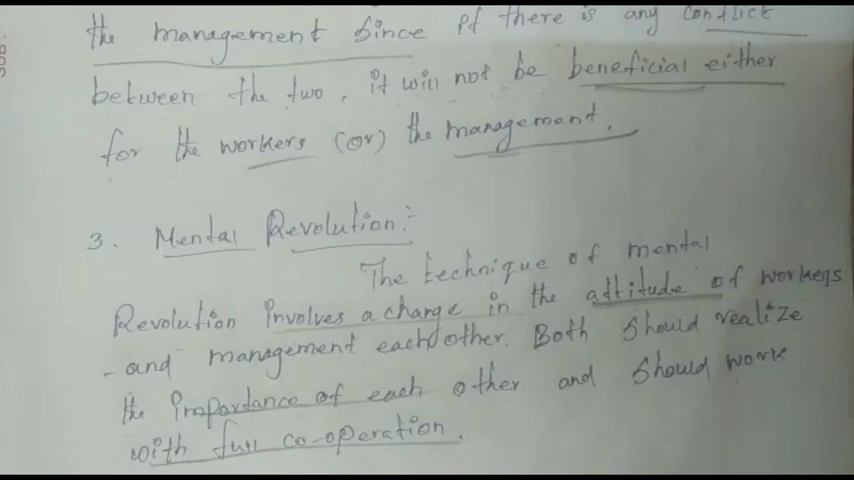 the management since if there is any conflick
between the two, it will not be beneficial either
for the workers (or) the management.
3. Mental Revolution:-
The technique of mental
Revolution involves a change in the attitude of workers
- and management each other. Both should realize
the importance of each other and should work
with full co-operation.